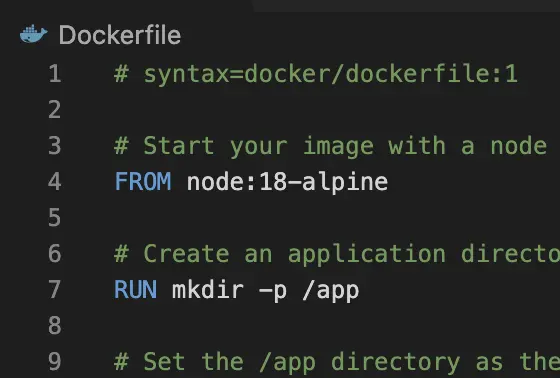 Dockerfile
1 # syntax=docker/dockerfile:1
2
3 # Start your image with a node
4 FROM node:18-alpine
5
6 # Create an application
7 RUN mkdir -p /app
8
9 # Set the /app directory as the